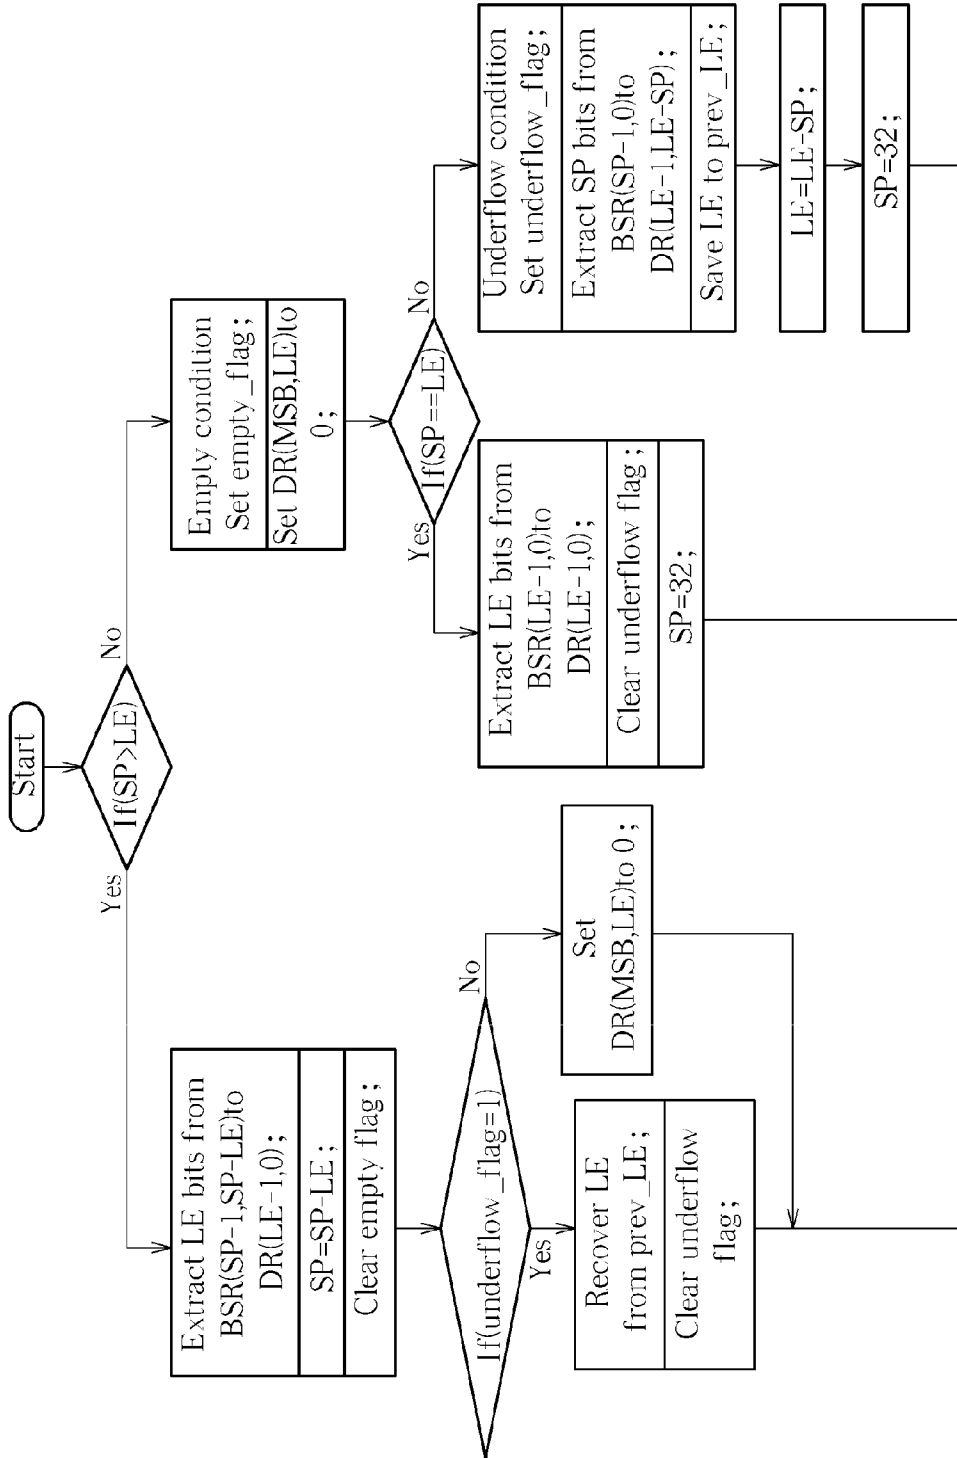 Start
If(SP>LE)
Yes
No
Extract LE bits from
BSR(SP-1,SP-LE)to
DR(LE-1,0);
SP=SP-LE;
Clear empty flag;
If(underflow_flag=1)
Yes
No
Recover LE
from prev_LE;
Clear underflow
flag;
Set
DR(MSB,LE)to 0;
Empty condition
Set empty_flag;
Set DR(MSB,LE)to
0;
If(SP==LE)
Yes
No
Extract LE bits from
BSR(LE-1,0)to
DR(LE-1,0);
Clear underflow flag;
SP=32;
Underflow condition
Set underflow_flag;
Extract SP bits from
BSR(SP-1,0)to
DR(LE-1,LE-SP);
Save LE to prev_LE;
LE=LE-SP;
SP=32;